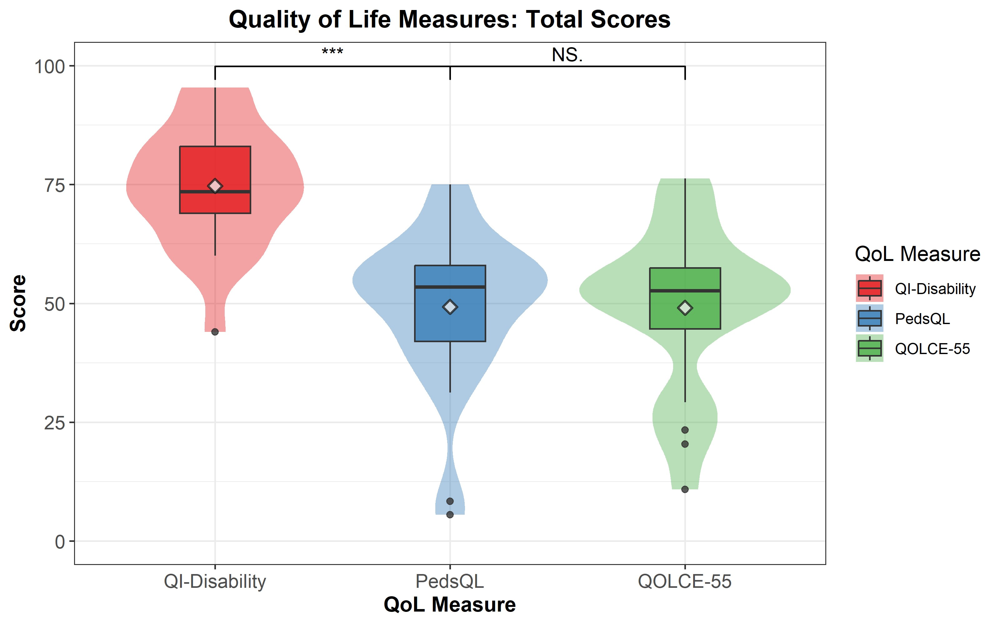 Quality of Life Measures: Total Scores
*** NS.
100
75
50
25
0
Score
QI-Disability PedsQL QOLCE-55
QoL Measure
QoL Measure
QI-Disability
PedsQL
QOLCE-55